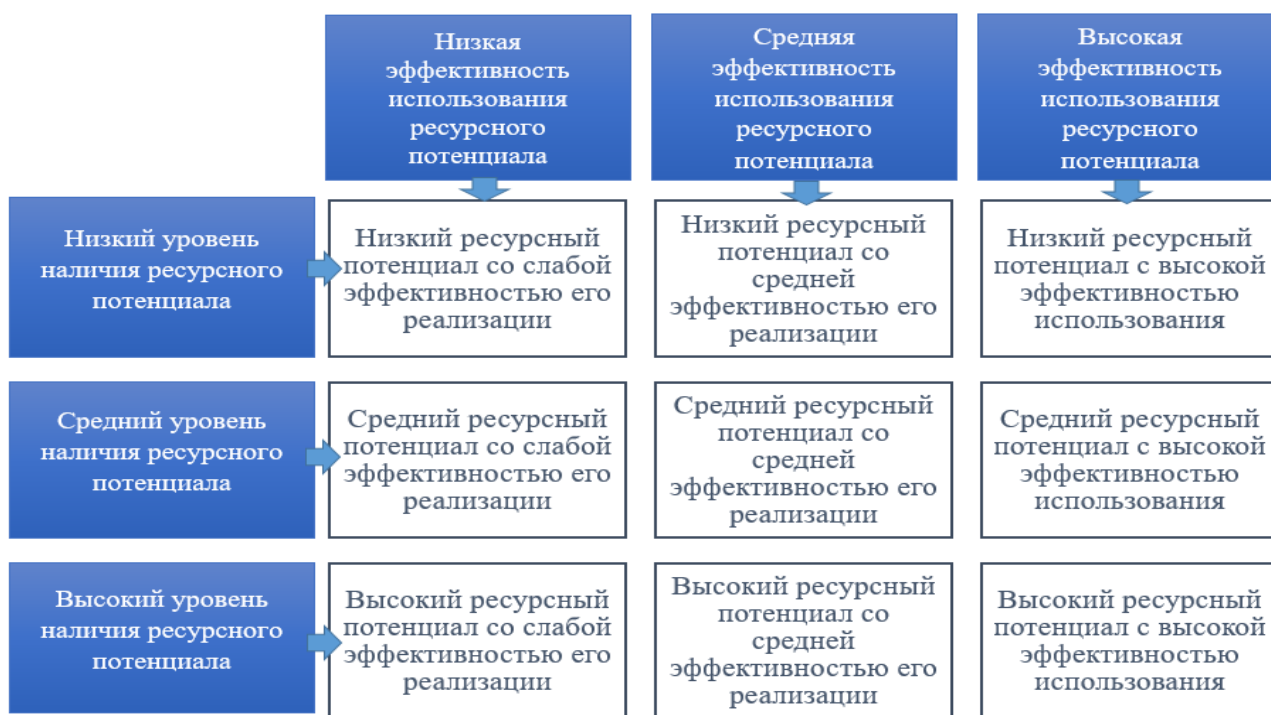 Низкая
эффективность
использования
ресурсного
потенциала
Средняя
эффективность
использования
ресурсного
потенциала
Высокая
эффективность
использования
ресурсного
потенциала
Низкий уровень
наличия ресурсного
потенциала
Низкий ресурсный
потенциал со слабой
эффективностью его
реализации
Низкий ресурсный
потенциал со
средней
эффективностью его
реализации
Низкий ресурсный
потенциал с высокой
эффективностью
использования
Средний уровень
наличия ресурсного
потенциала
Средний ресурсный
потенциал со слабой
эффективностью его
реализации
Средний ресурсный
потенциал со
средней
эффективностью его
реализации
Средний ресурсный
потенциал с высокой
эффективностью
использования
Высокий уровень
наличия ресурсного
потенциала
Высокий ресурсный
потенциал со слабой
эффективностью его
реализации
Высокий ресурсный
потенциал со
средней
эффективностью его
реализации
Высокий ресурсный
потенциал с высокой
эффективностью
использования